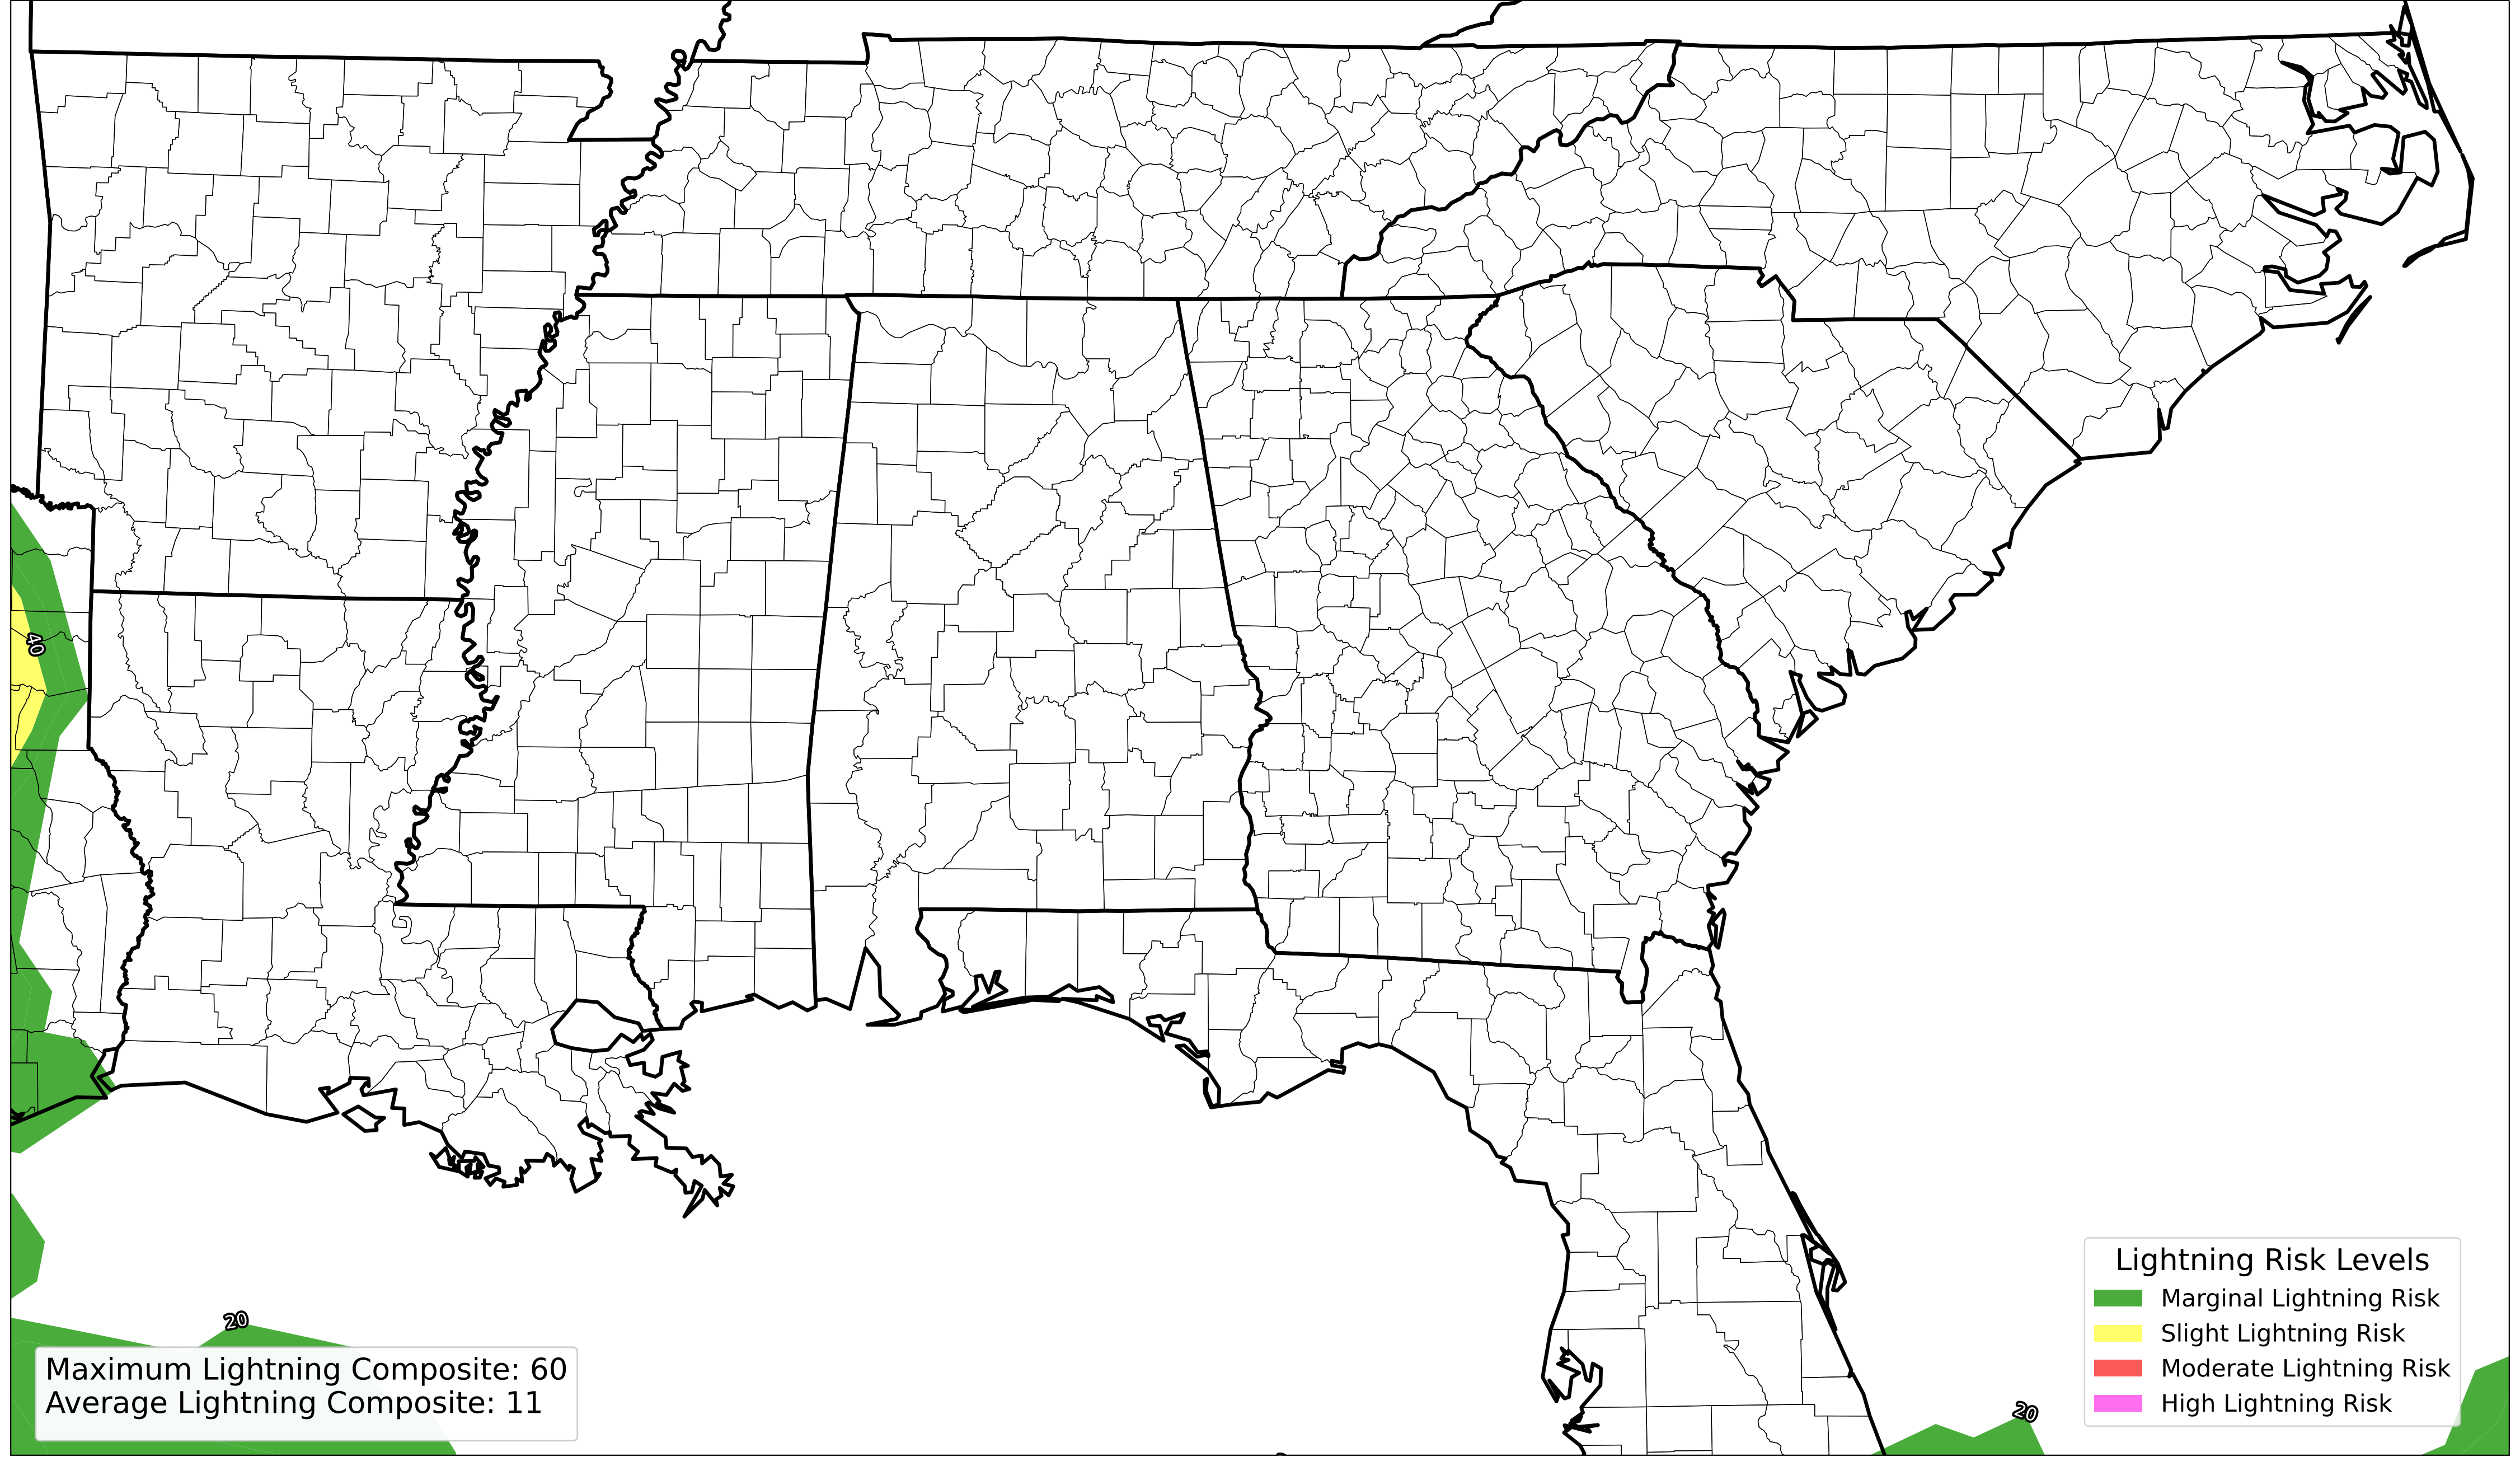 40
20
Maximum Lightning Composite: 60
Average Lightning Composite: 11
Lightning Risk Levels
Marginal Lightning Risk
Slight Lightning Risk
Moderate Lightning Risk
High Lightning Risk
20